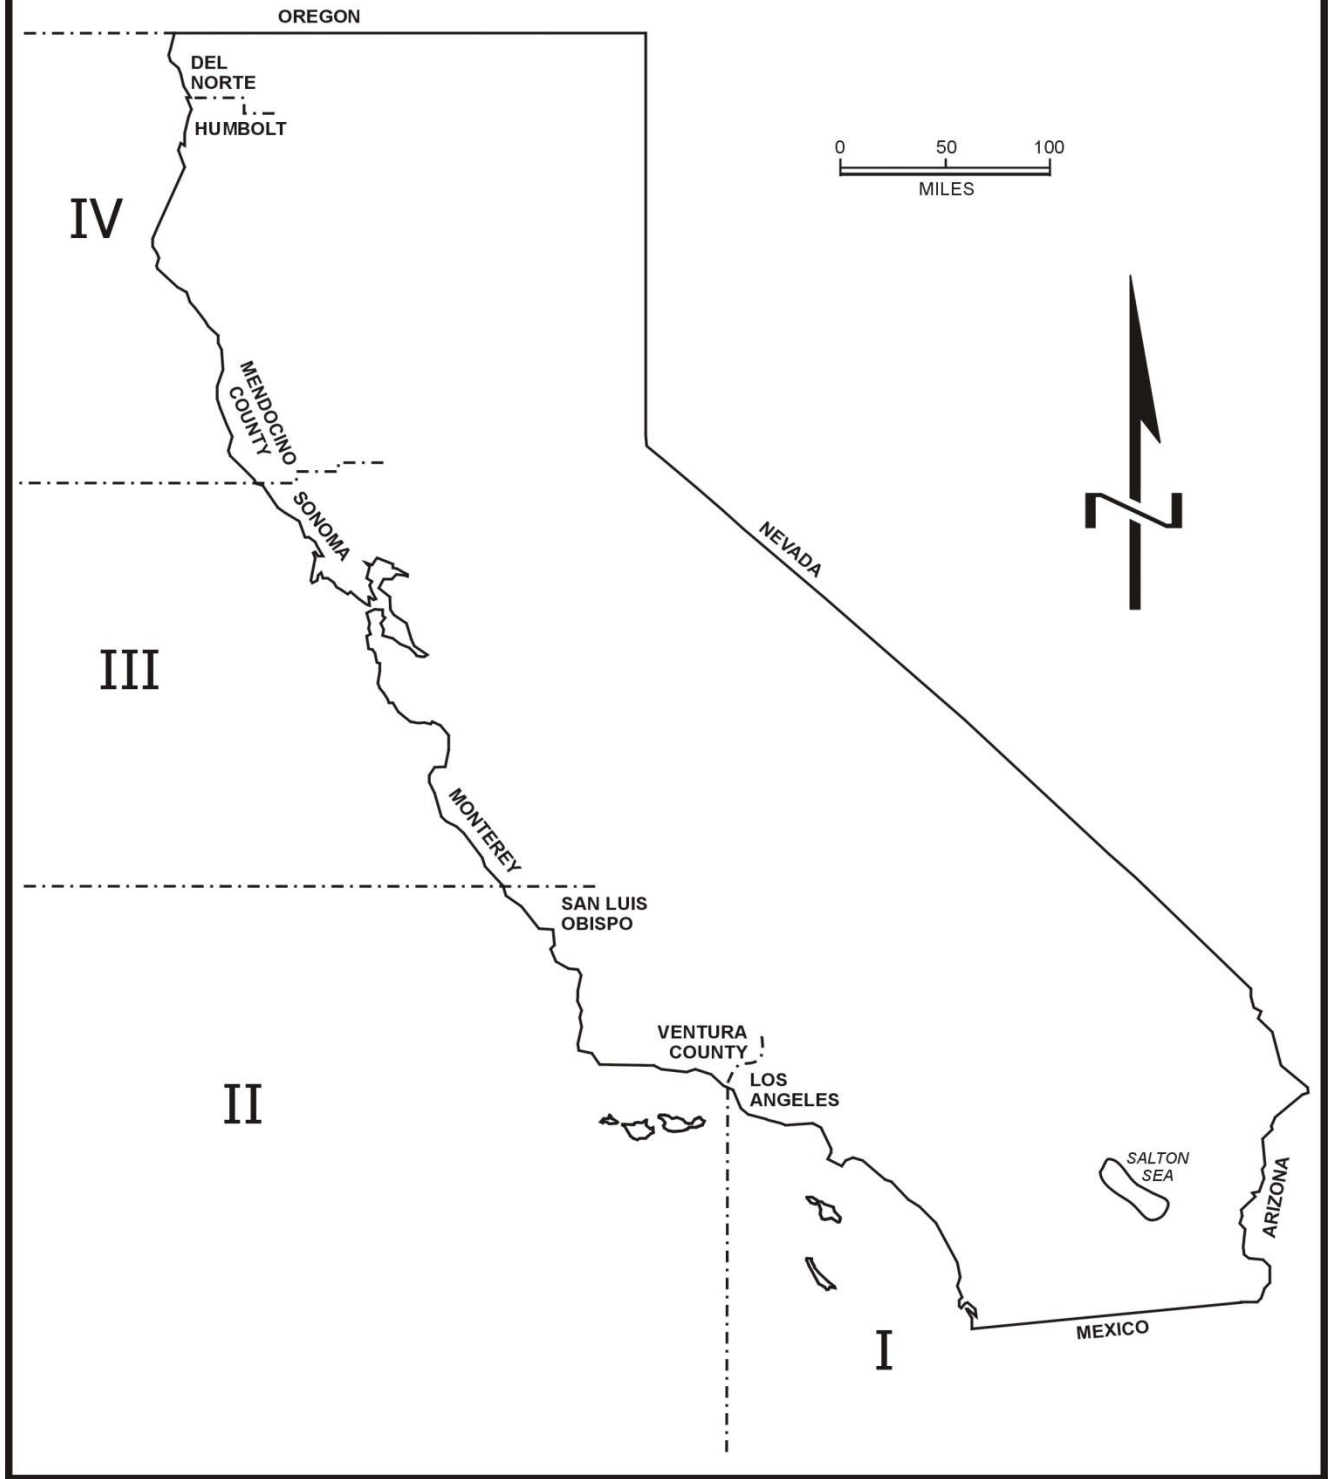 OREGON
DEL
NORTE
HUMBOLT
0 50 100
MILES
IV
MENDOCINO
COUNTY
SONOMA
NEVADA
N
III
MONTEREY
SAN LUIS
OBISPO
VENTURA
COUNTY
LOS
ANGELES
II
SALTON
SEA
ARIZONA
MEXICO
I